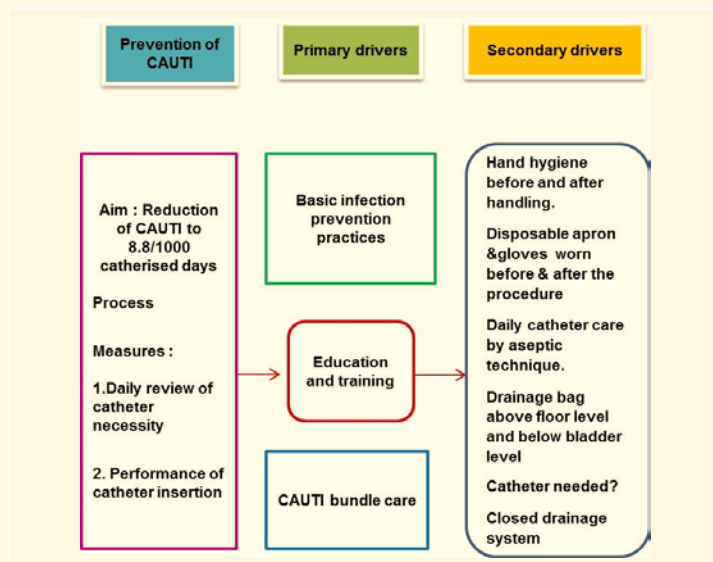 Prevention of
CAUTI
Primary drivers
Secondary drivers
Aim : Reduction
of CAUTI to
8.8/1000
catherised days
Process
Measures :
1.Daily review of
catheter
necessity
2. Performance of
catheter insertion
Basic infection
prevention
practices
Education
and training
CAUTI bundle care
Hand hygiene
before and after
handling.
Disposable apron
&gloves worn
before & after the
procedure
Daily catheter care
by aseptic
technique.
Drainage bag
above floor level
and below bladder
level
Catheter needed?
Closed drainage
system